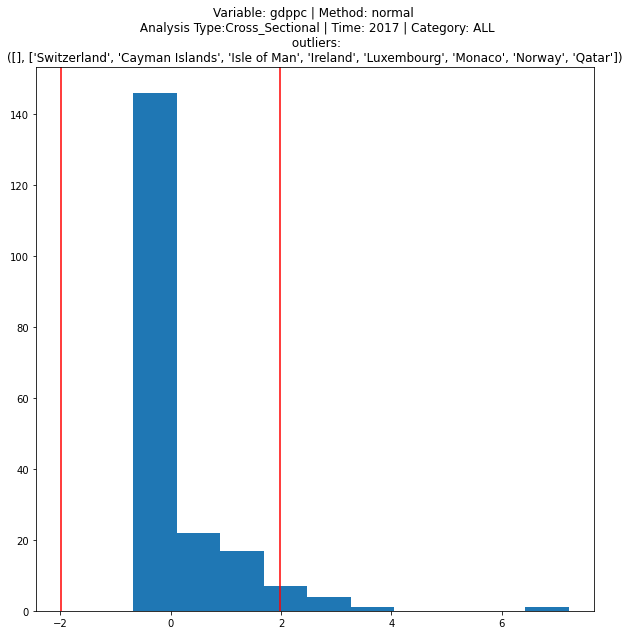 Variable: gdppc | Method: normal
Analysis Type:Cross_Sectional | Time: 2017 | Category: ALL
outliers:
([], ['Switzerland', 'Cayman Islands', 'Isle of Man', 'Ireland', 'Luxembourg', 'Monaco', 'Norway', 'Qatar'])
140
120
100
80
60
40
20
0
−2 0 2 4 6